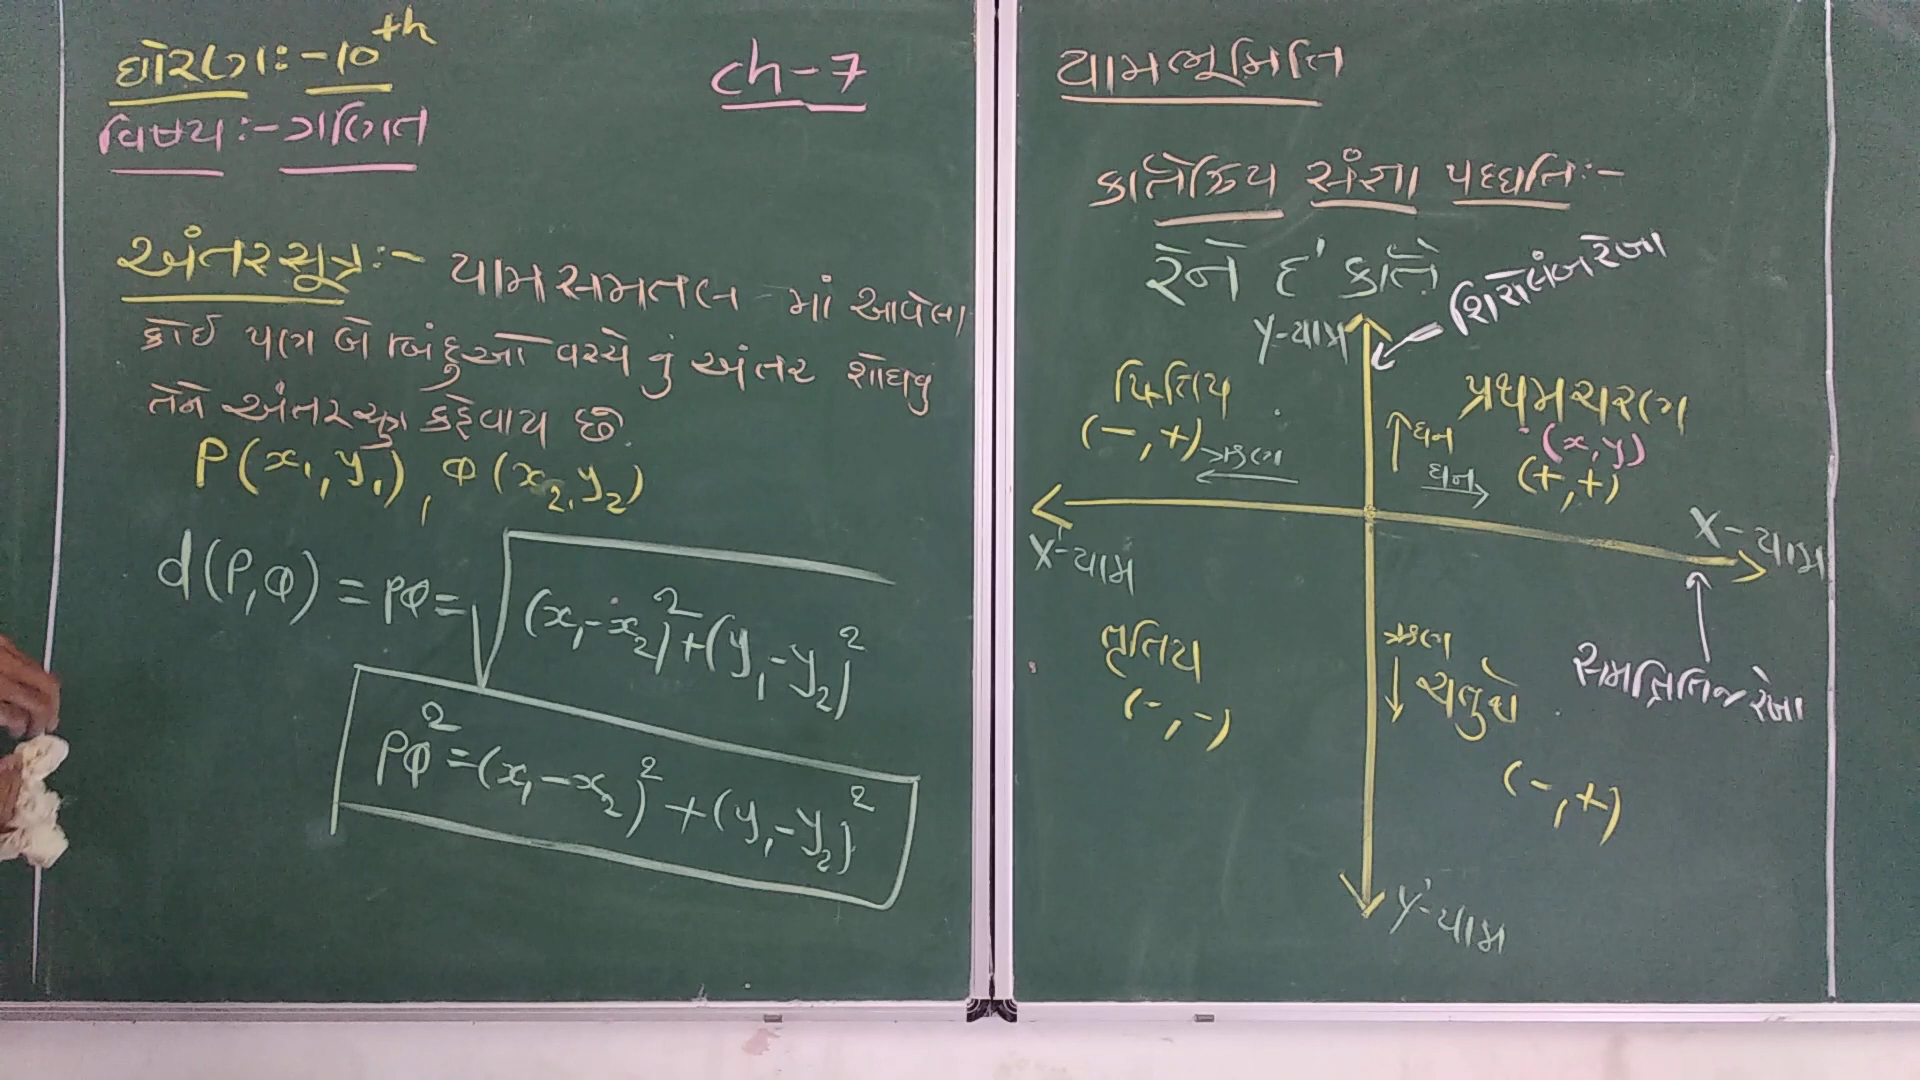 ધોરણઃ-10th
વિષયઃ-ગણિત
ch-7
અંતરસૂત્રઃ- યામસમતલ માં આવેલા
કોઈ પણ બે બિંદુઓ વચ્ચે નું અંતર શોધવુ
તેને અંતરસુત્ર કહેવાય છે.
P(x₁,y₁), Q(x₂,y₂)
d(P,Q) = PQ = √(x₁-x₂)²+(y₁-y₂)²
PQ²=(x₁-x₂)²+(y₁-y₂)²
યામભૂમિતિ
કાર્તેઝિય સંજ્ઞા પધ્ધતિઃ-
રેને દ' કાર્તે
શિરોલંબ રેખા
y-યામ
દ્વિતિય
(-,+)
ઋણ
પ્રથમચરણ
(x,y)
(+,+)
ધન
ધન
X-યામ
X'-યામ
તૃતિય
(-,-)
ઋણ
ચતુર્થ
(-,+)
સમક્ષિતિજ રેખા
y'-યામ